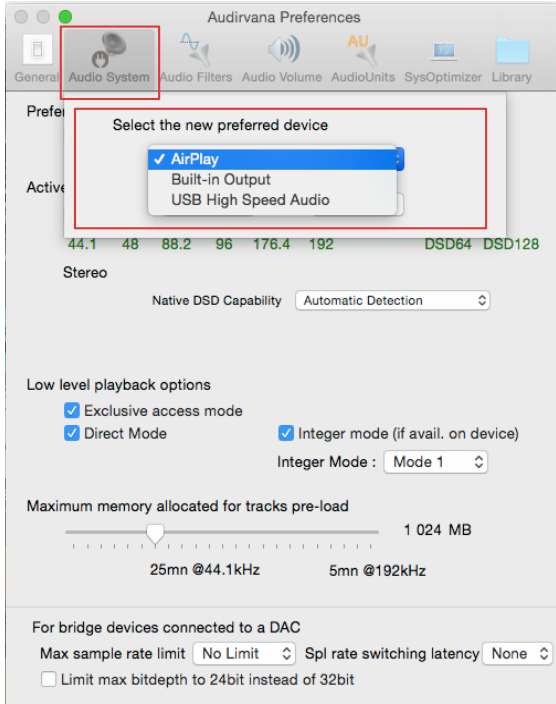 Audirvana Preferences
General Audio System Audio Filters Audio Volume AudioUnits SysOptimizer Library
AU
Select the new preferred device
✓ AirPlay
Built-in Output
USB High Speed Audio
44.1 48 88.2 96 176.4 192 DSD64 DSD128
Stereo
Native DSD Capability Automatic Detection
Low level playback options
Exclusive access mode
Direct Mode Integer mode (if avail. on device)
Integer Mode : Mode 1
Maximum memory allocated for tracks pre-load
1 024 MB
25mn @44.1kHz 5mn @192kHz
For bridge devices connected to a DAC
Max sample rate limit No Limit Spl rate switching latency None
Limit max bitdepth to 24bit instead of 32bit